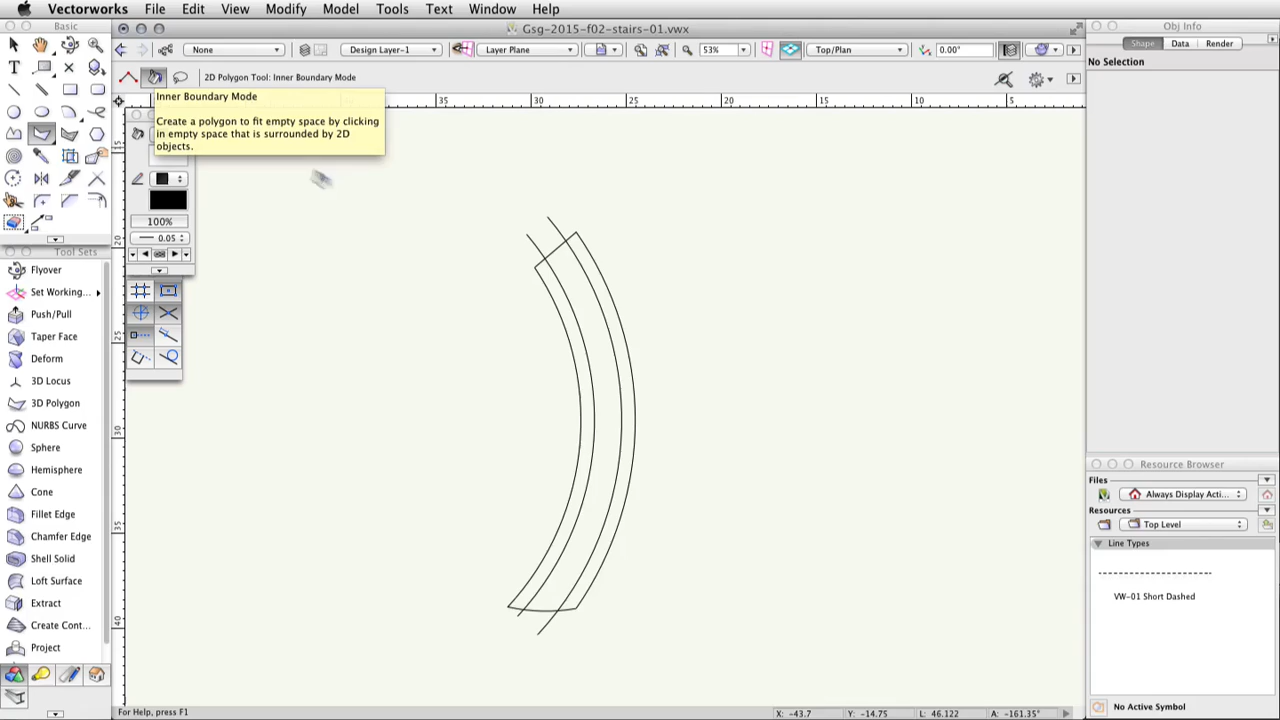 Vectorworks File Edit View Modify Model Tools Text Window Help
Basic
Gsg-2015-f02-stairs-01.vwx
Obj Info
None Design Layer-1 Layer Plane 53% Top/Plan 0.00°
Shape Data Render
No Selection
2D Polygon Tool: Inner Boundary Mode
Inner Boundary Mode
Create a polygon to fit empty space by clicking
in empty space that is surrounded by 2D
objects.
35 30 25 20 15 10 5
15
20
25
30
35
40
100%
0.05
Tool Sets
Flyover
Set Working...
Push/Pull
Taper Face
Deform
3D Locus
3D Polygon
NURBS Curve
Sphere
Hemisphere
Cone
Fillet Edge
Chamfer Edge
Shell Solid
Loft Surface
Extract
Create Cont...
Project
Resource Browser
Files
Always Display Acti...
Resources
Top Level
Line Types
VW-01 Short Dashed
No Active Symbol
For Help, press F1
X: -43.7 Y: -14.75 L: 46.122 A: -161.35°